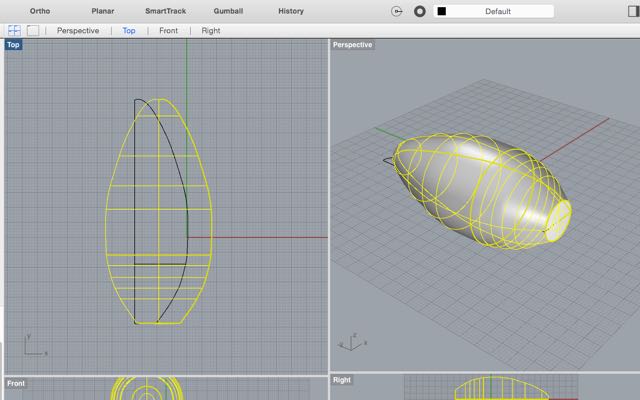 Ortho Planar SmartTrack Gumball History Default
Perspective Top Front Right
Top
Perspective
y
x
z
y
x
Front
Right